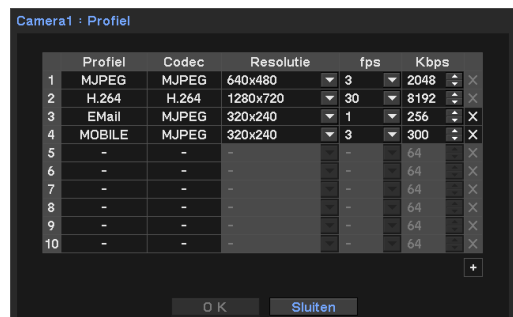 Camera1 : Profiel
Profiel Codec Resolutie fps Kbps
1 MJPEG MJPEG 640x480 3 2048 X
2 H.264 H.264 1280x720 30 8192 X
3 EMail MJPEG 320x240 1 256 X
4 MOBILE MJPEG 320x240 3 300 X
5 - - - - 64 X
6 - - - - 64 X
7 - - - - 64 X
8 - - - - 64 X
9 - - - - 64 X
10 - - - - 64 X
+
OK Sluiten